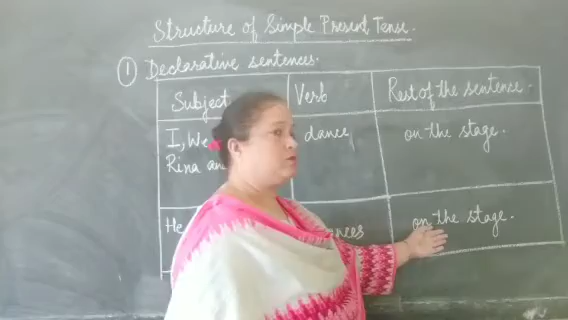 Structure of Simple Present Tense.
1 Declarative sentences.
Subject Verb Rest of the sentence.
I, We dance on the stage.
Rina
He on the stage.